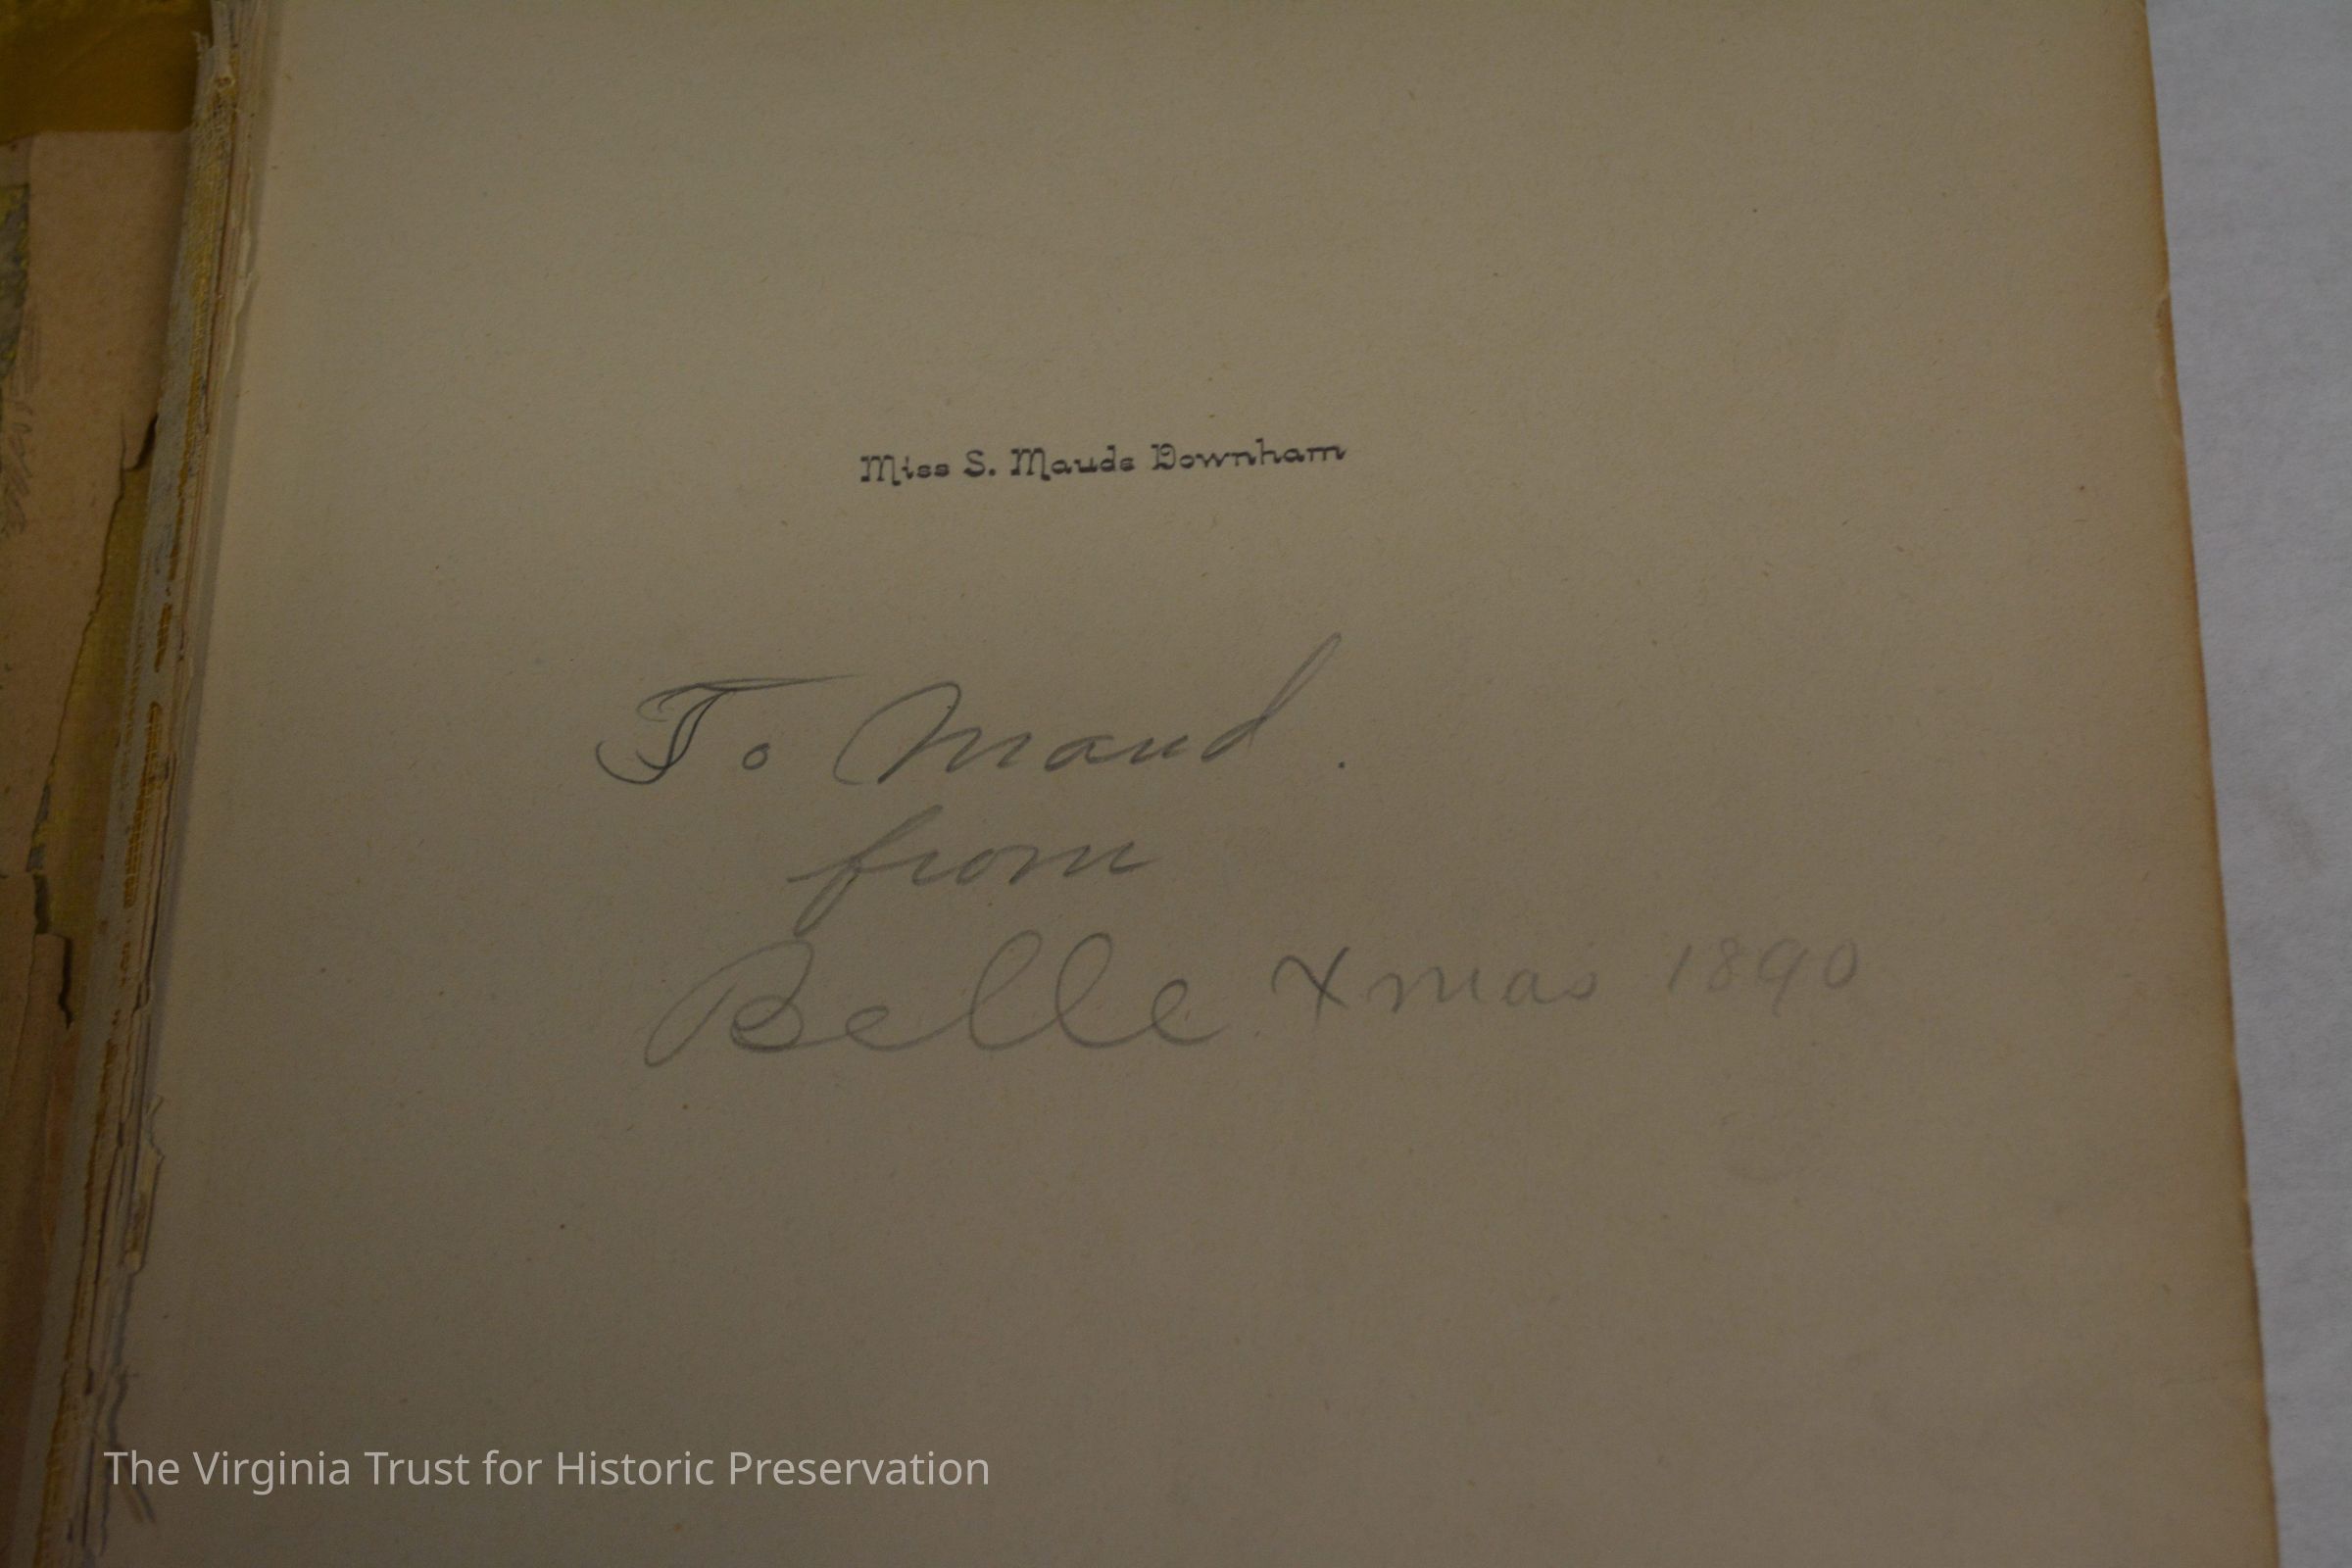 Miss S. Maude Downham
To Maud.
from
Belle Xmas 1890
The Virginia Trust for Historic Preservation